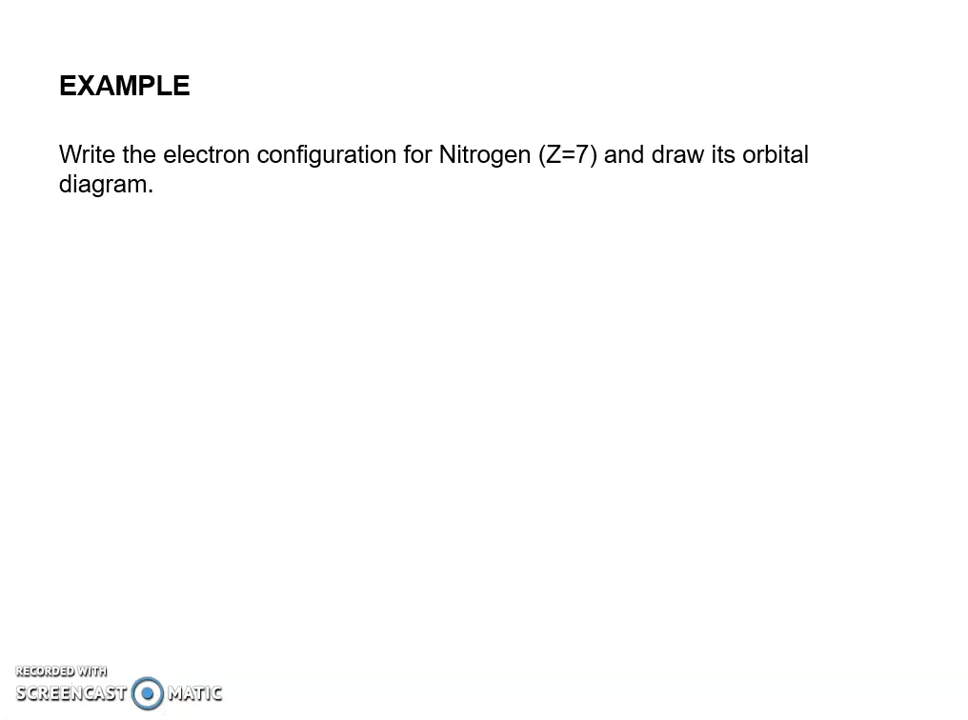 EXAMPLE
Write the electron configuration for Nitrogen (Z=7) and draw its orbital
diagram.
RECORDED WITH
SCREENCAST MATIC